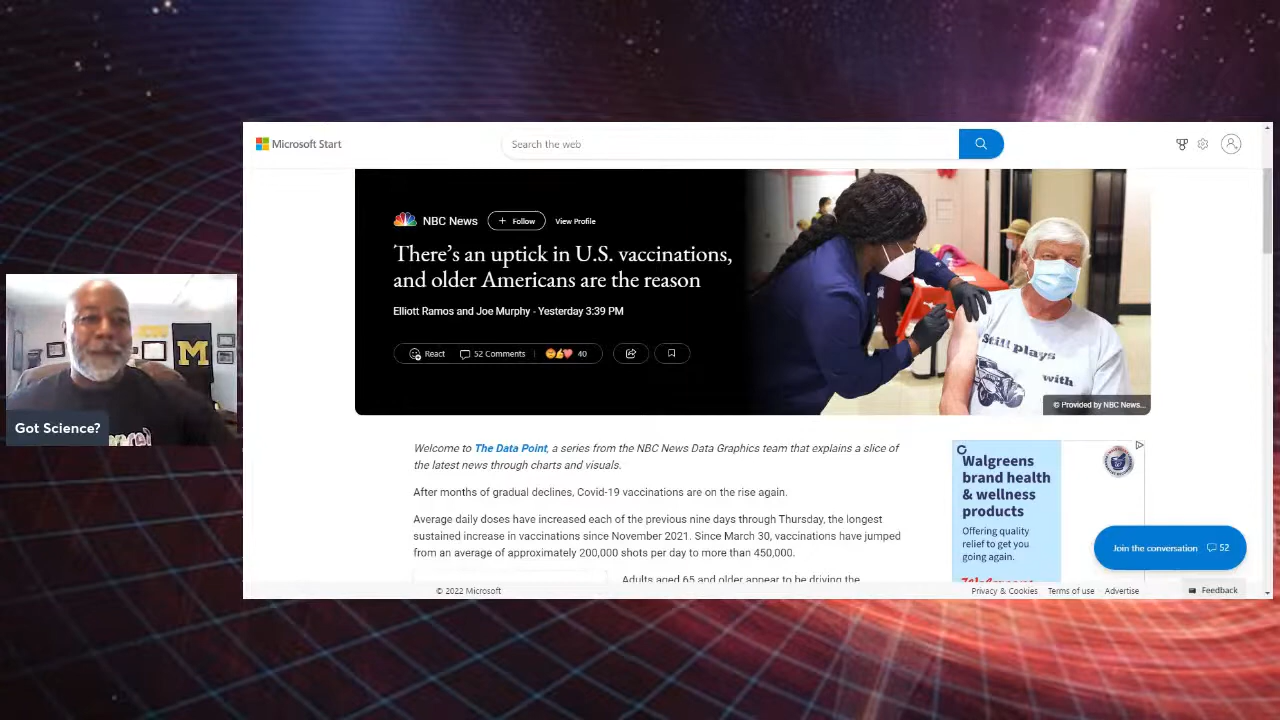 Microsoft Start
Search the web
NBC News
+ Follow
View Profile
There's an uptick in U.S. vaccinations,
and older Americans are the reason
Elliott Ramos and Joe Murphy - Yesterday 3:39 PM
React
52 Comments
40
Still plays
with
© Provided by NBC News...
M
Got Science?
Welcome to The Data Point, a series from the NBC News Data Graphics team that explains a slice of
the latest news through charts and visuals.
After months of gradual declines, Covid-19 vaccinations are on the rise again.
Average daily doses have increased each of the previous nine days through Thursday, the longest
sustained increase in vaccinations since November 2021. Since March 30, vaccinations have jumped
from an average of approximately 200,000 shots per day to more than 450,000.
Adults aged 65 and older appear to be driving the
Walgreens
brand health
& wellness
products
Offering quality
relief to get you
going again.
Join the conversation 52
© 2022 Microsoft
Privacy & Cookies
Terms of use
Advertise
Feedback